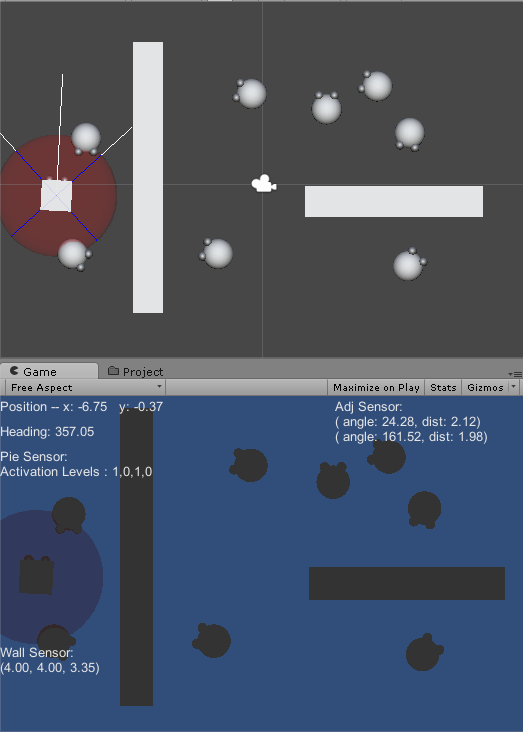 Game
Project
Free Aspect
Maximize on Play
Stats
Gizmos
Position -- x: -6.75 y: -0.37
Heading: 357.05
Pie Sensor:
Activation Levels : 1,0,1,0
Adj Sensor:
( angle: 24.28, dist: 2.12)
( angle: 161.52, dist: 1.98)
Wall Sensor:
(4.00, 4.00, 3.35)